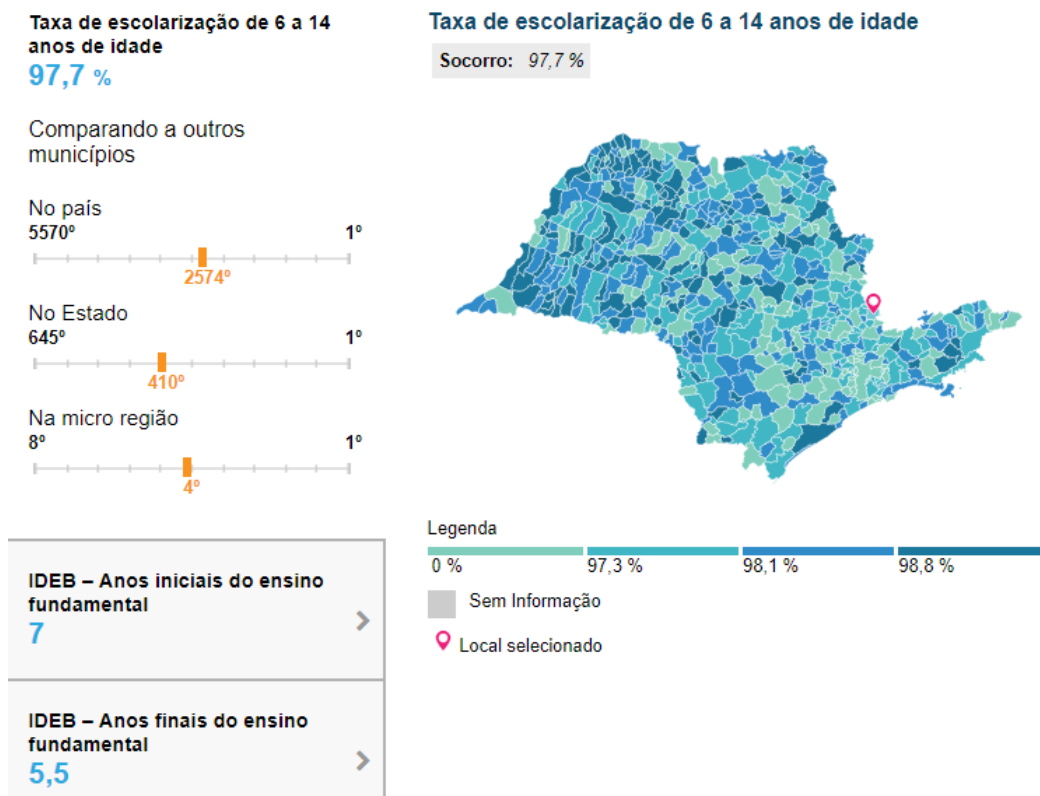 Taxa de escolarização de 6 a 14
anos de idade
97,7 %
Comparando a outros
municípios
No país
5570º 1º
2574º
No Estado
645º 1º
410º
Na micro região
8º 1º
4º
IDEB – Anos iniciais do ensino
fundamental
7
IDEB – Anos finais do ensino
fundamental
5,5
Taxa de escolarização de 6 a 14 anos de idade
Socorro: 97,7 %
Legenda
0 % 97,3 % 98,1 % 98,8 %
Sem Informação
Local selecionado